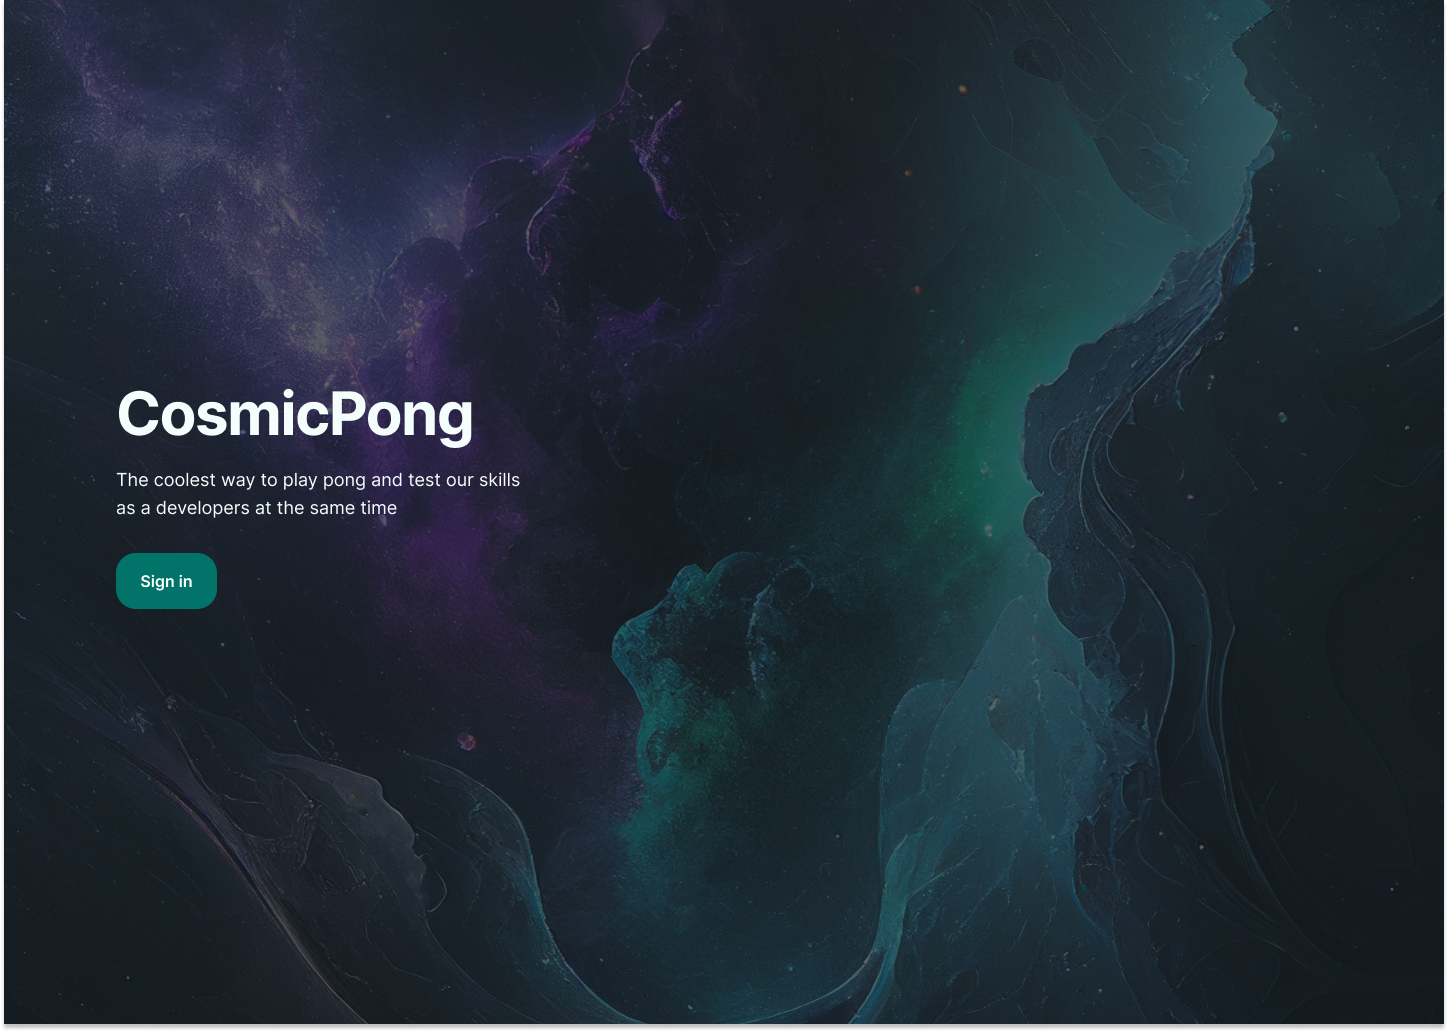 CosmicPong
The coolest way to play pong and test our skills
as a developers at the same time
Sign in